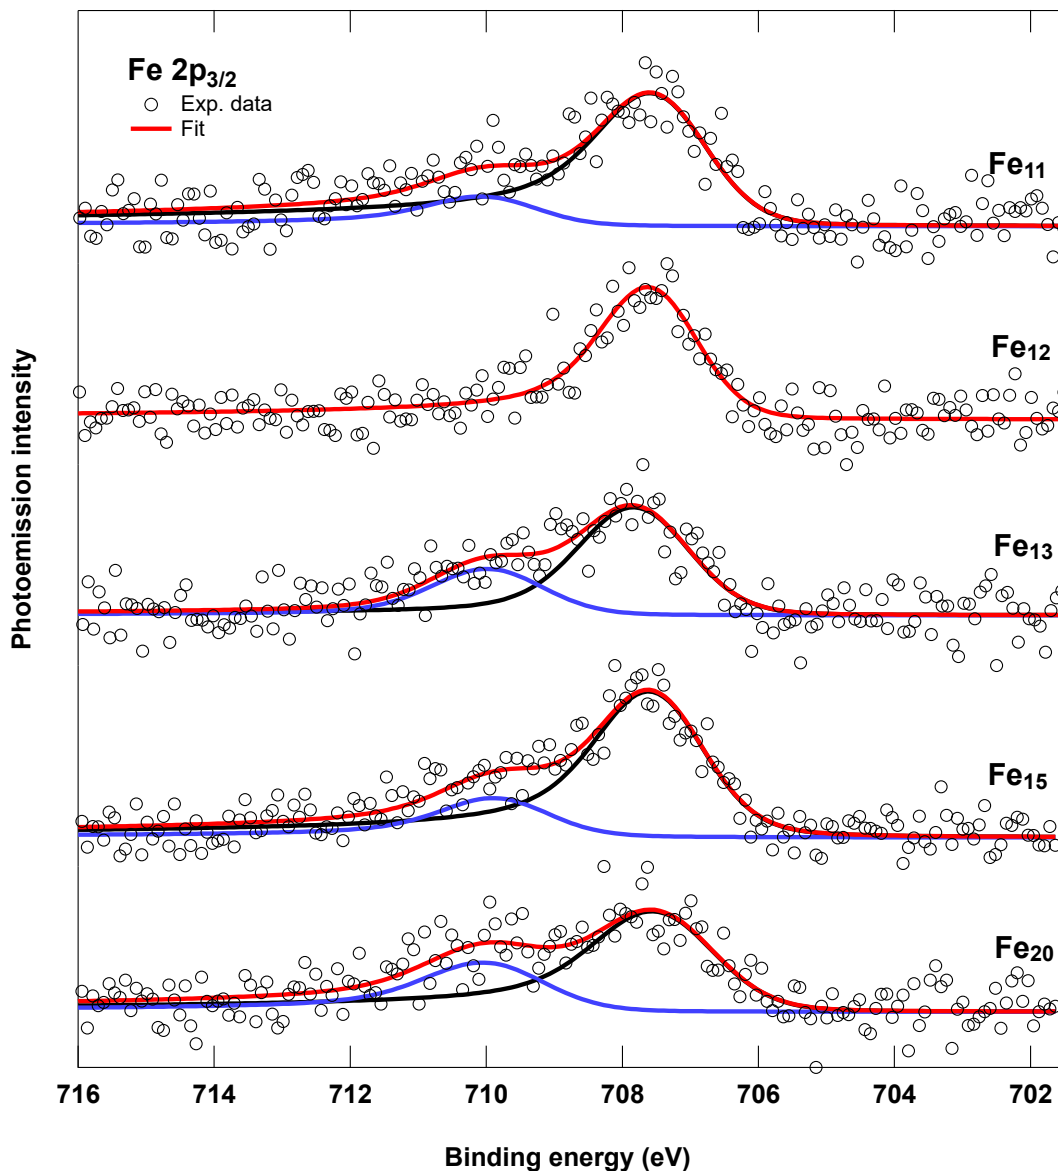 Fe 2p3/2
Exp. data
Fit
Fe11
Fe12
Fe13
Fe15
Fe20
Photoemission intensity
716 714 712 710 708 706 704 702
Binding energy (eV)